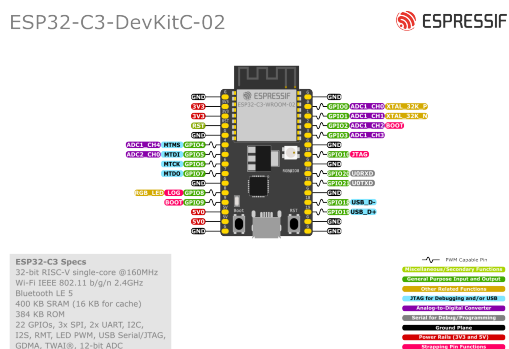 ESP32-C3-DevKitC-02
ESPRESSIF
ESPRESSIF
ESP32-C3-WROOM-02
GND GND
3V3 GPIO0 ADC1_CH0 XTAL_32K_P
3V3 GPIO1 ADC1_CH1 XTAL_32K_N
RST GPIO2 ADC1_CH2 BOOT
GND GPIO3 ADC1_CH3
ADC1_CH4 MTMS GPIO4 GND
ADC2_CH0 MTDI GPIO5 JTAG
MTCK GPIO6 GND
MTDO GPIO7 U0RXD
GND U0TXD
RGB_LED LOG GPIO8 GND
BOOT GPIO9 USB_D-
5V0 USB_D+
5V0 GND
GND GND
Boot RST
ESP32-C3 Specs
32-bit RISC-V single-core @160MHz
Wi-Fi IEEE 802.11 b/g/n 2.4GHz
Bluetooth LE 5
400 KB SRAM (16 KB for cache)
384 KB ROM
22 GPIOs, 3x SPI, 2x UART, I2C,
I2S, RMT, LED PWM, USB Serial/JTAG,
GDMA, TWAI®, 12-bit ADC
PWM Capable Pin
Miscellaneous/Secondary Functions
General Purpose Input and Output
Other Related Functions
JTAG for Debugging and/or USB
Analog-to-Digital Converter
Serial for Debug/Programming
Ground Plane
Power Rails (3V3 and 5V)
Strapping Pin Functions